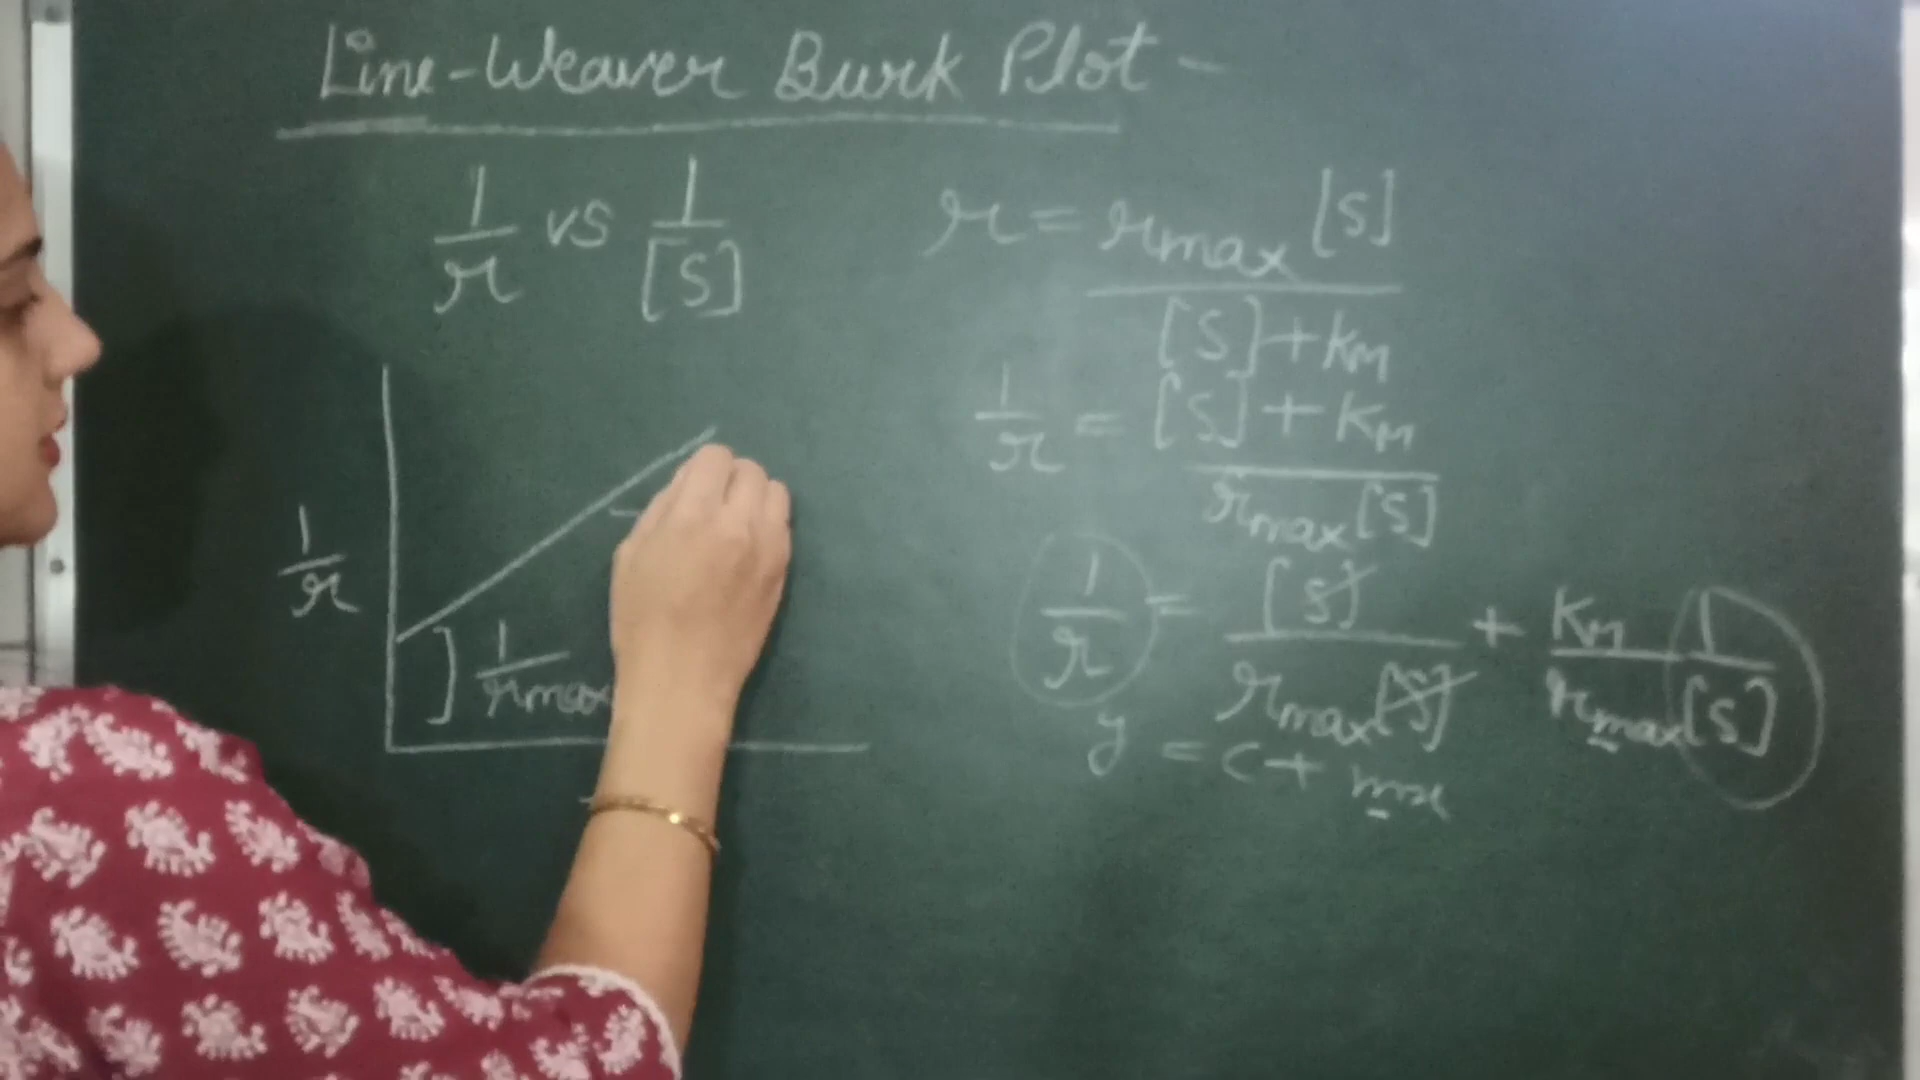 Line-Weaver Burk Plot -
1/r vs 1/[S]
1/r
] 1/rmax
r = rmax [S] / [S] + KM
1/r = [S] + KM / rmax [S]
1/r = [S] / rmax [S] + KM / rmax 1/[S]
y = c + mx